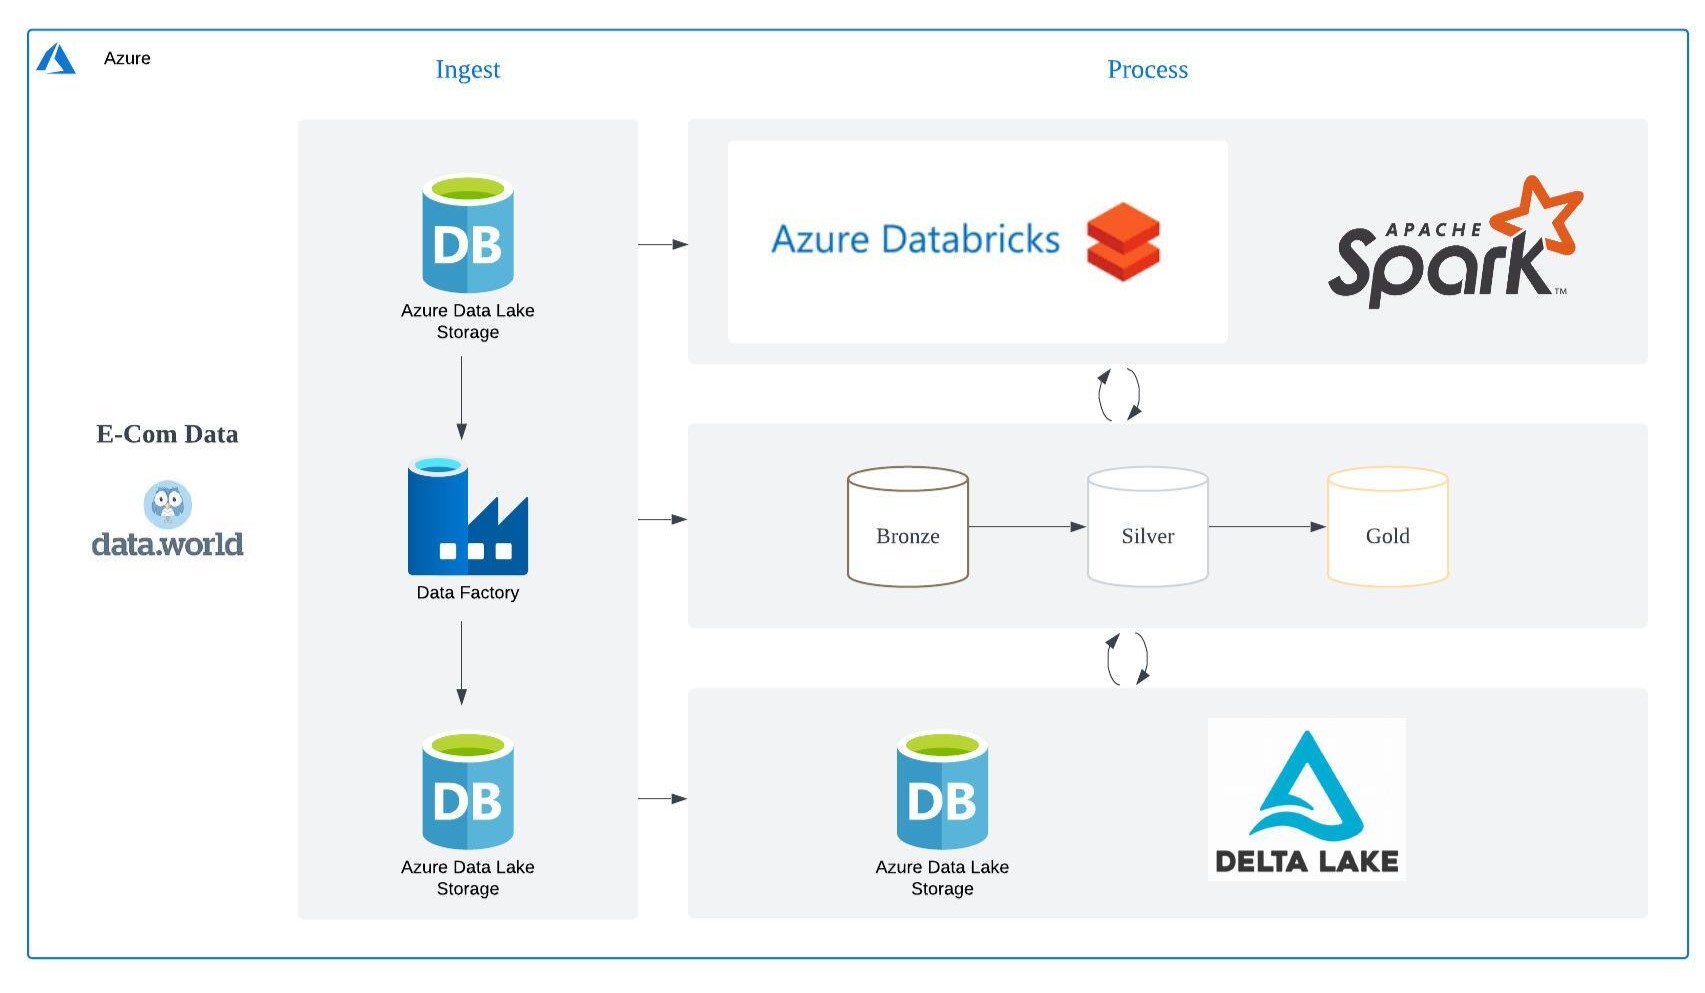 Azure
Ingest
Process
DB
Azure Data Lake
Storage
Azure Databricks
APACHE
Spark™
E-Com Data
data.world
Data Factory
Bronze
Silver
Gold
DB
Azure Data Lake
Storage
DB
Azure Data Lake
Storage
DELTA LAKE